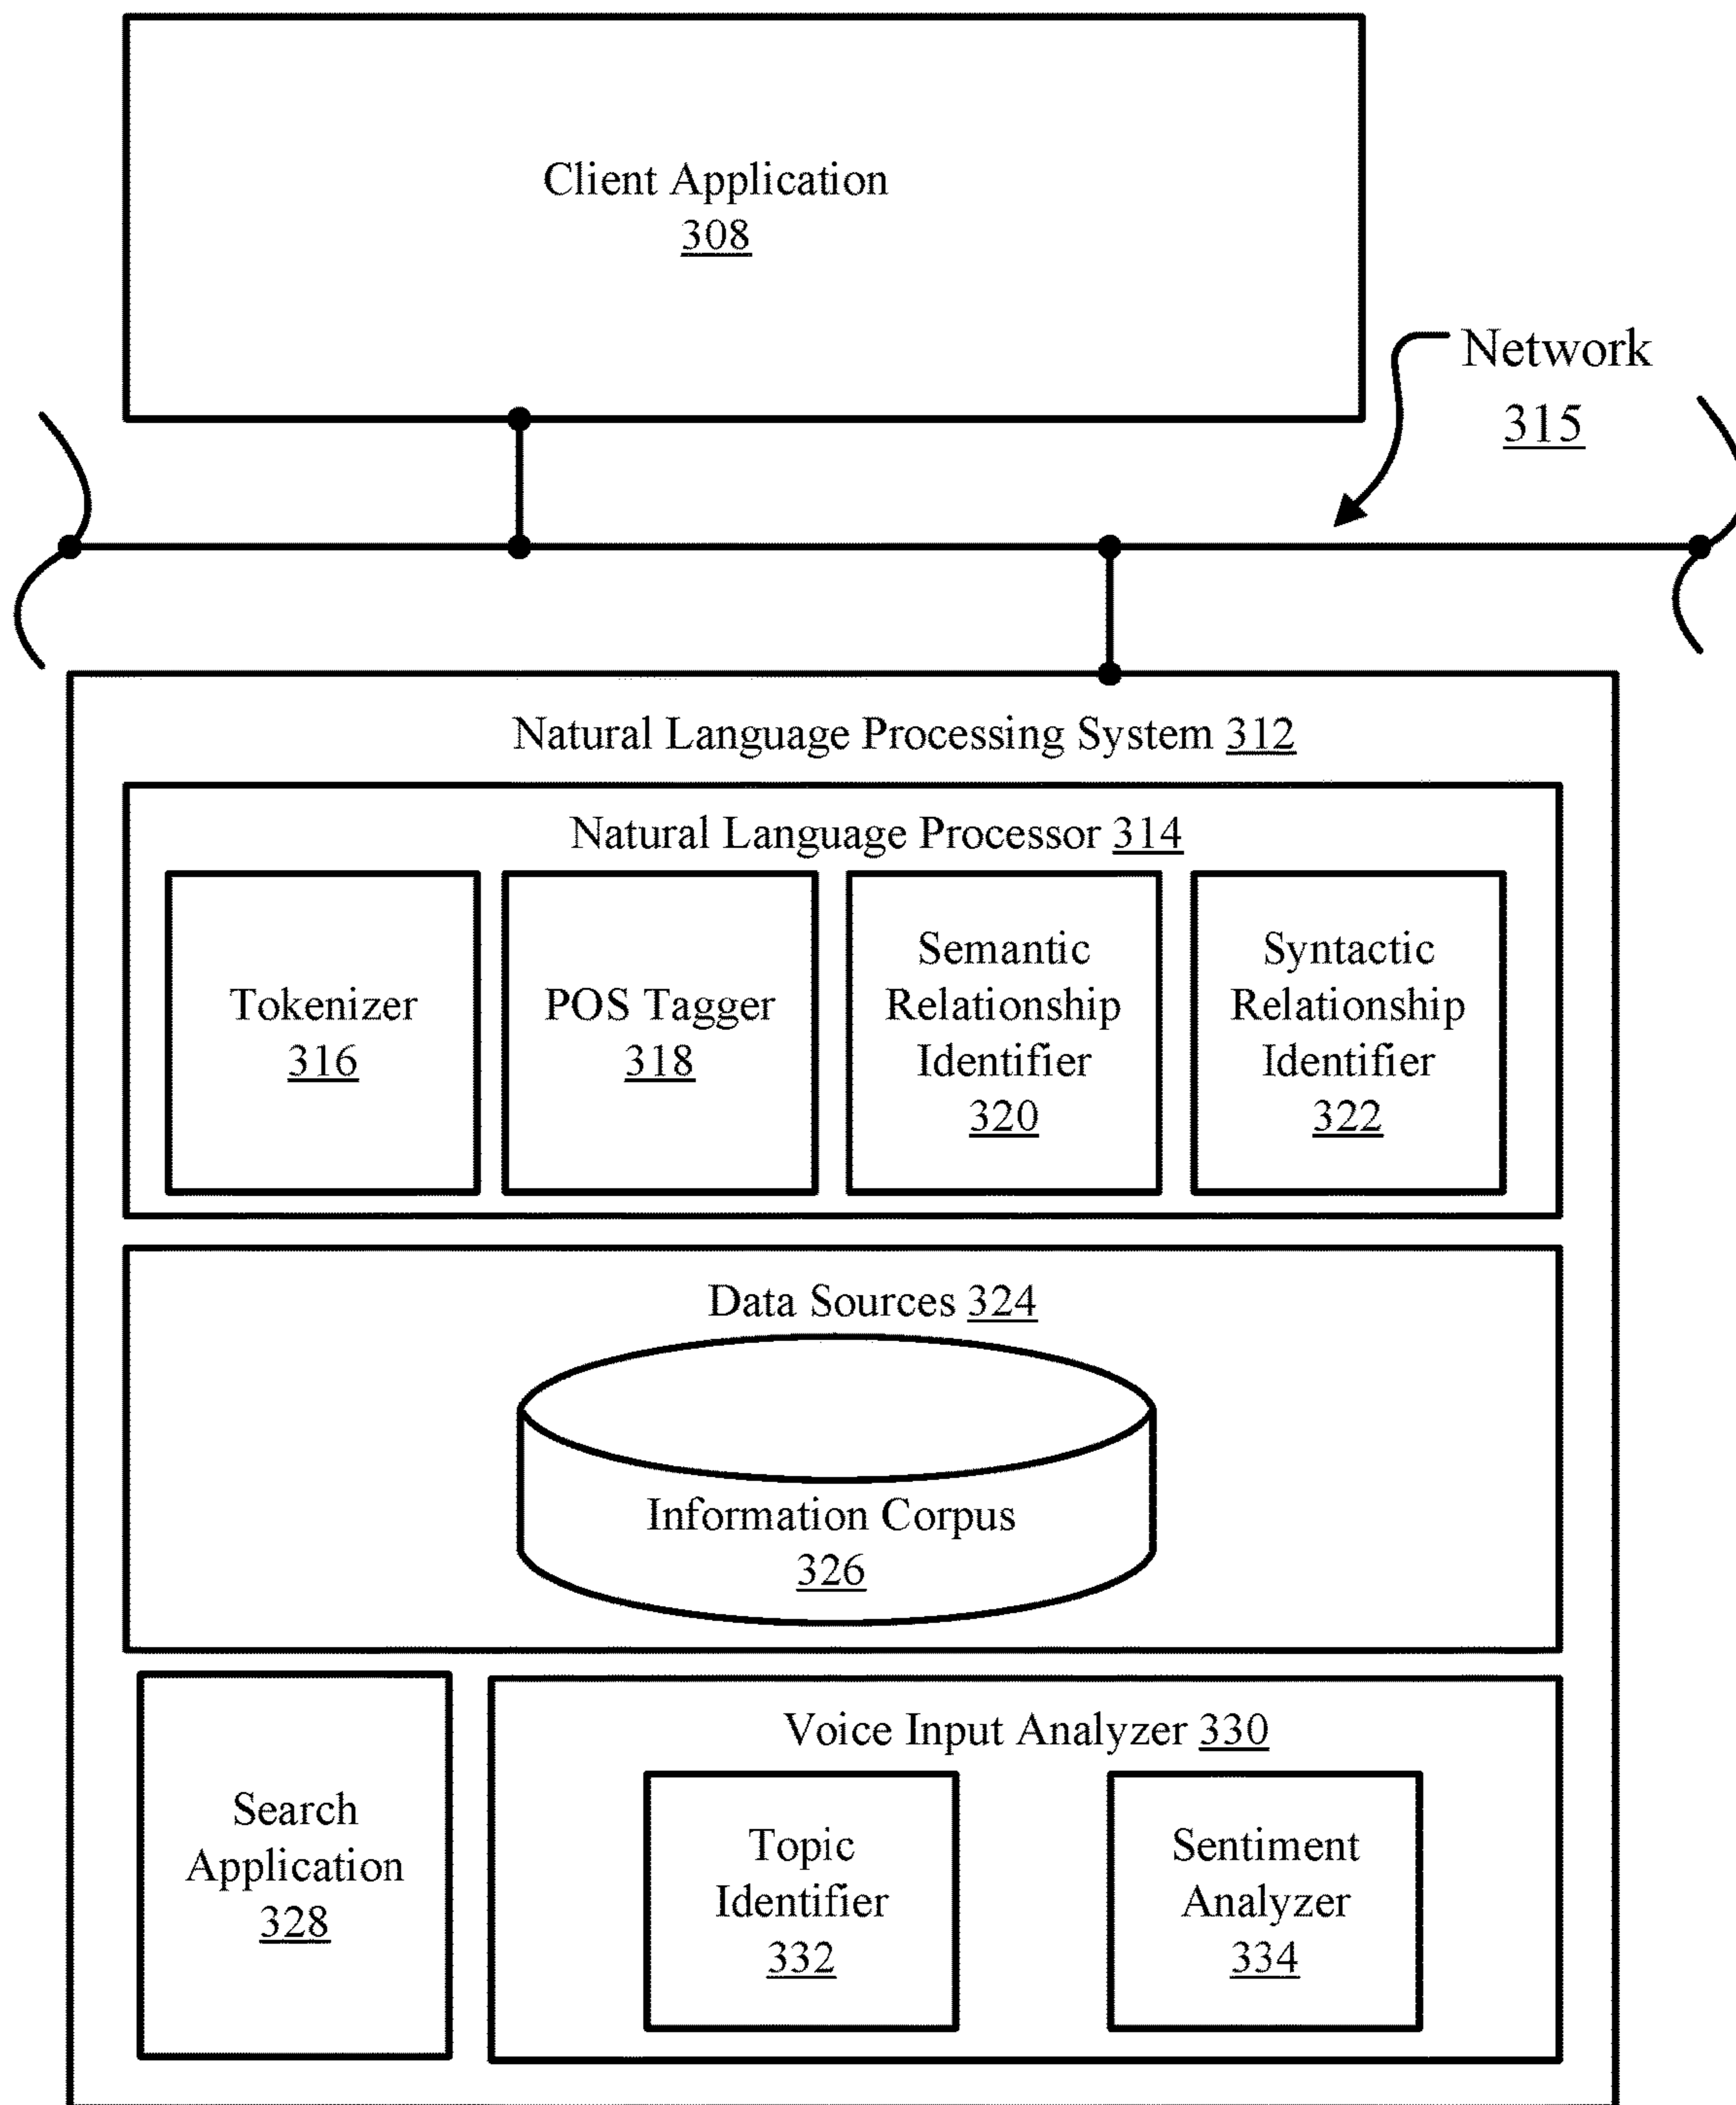 Client Application
308
Network
315
Natural Language Processing System 312
Natural Language Processor 314
Tokenizer
316
POS Tagger
318
Semantic
Relationship
Identifier
320
Syntactic
Relationship
Identifier
322
Data Sources 324
Information Corpus
326
Search
Application
328
Voice Input Analyzer 330
Topic
Identifier
332
Sentiment
Analyzer
334